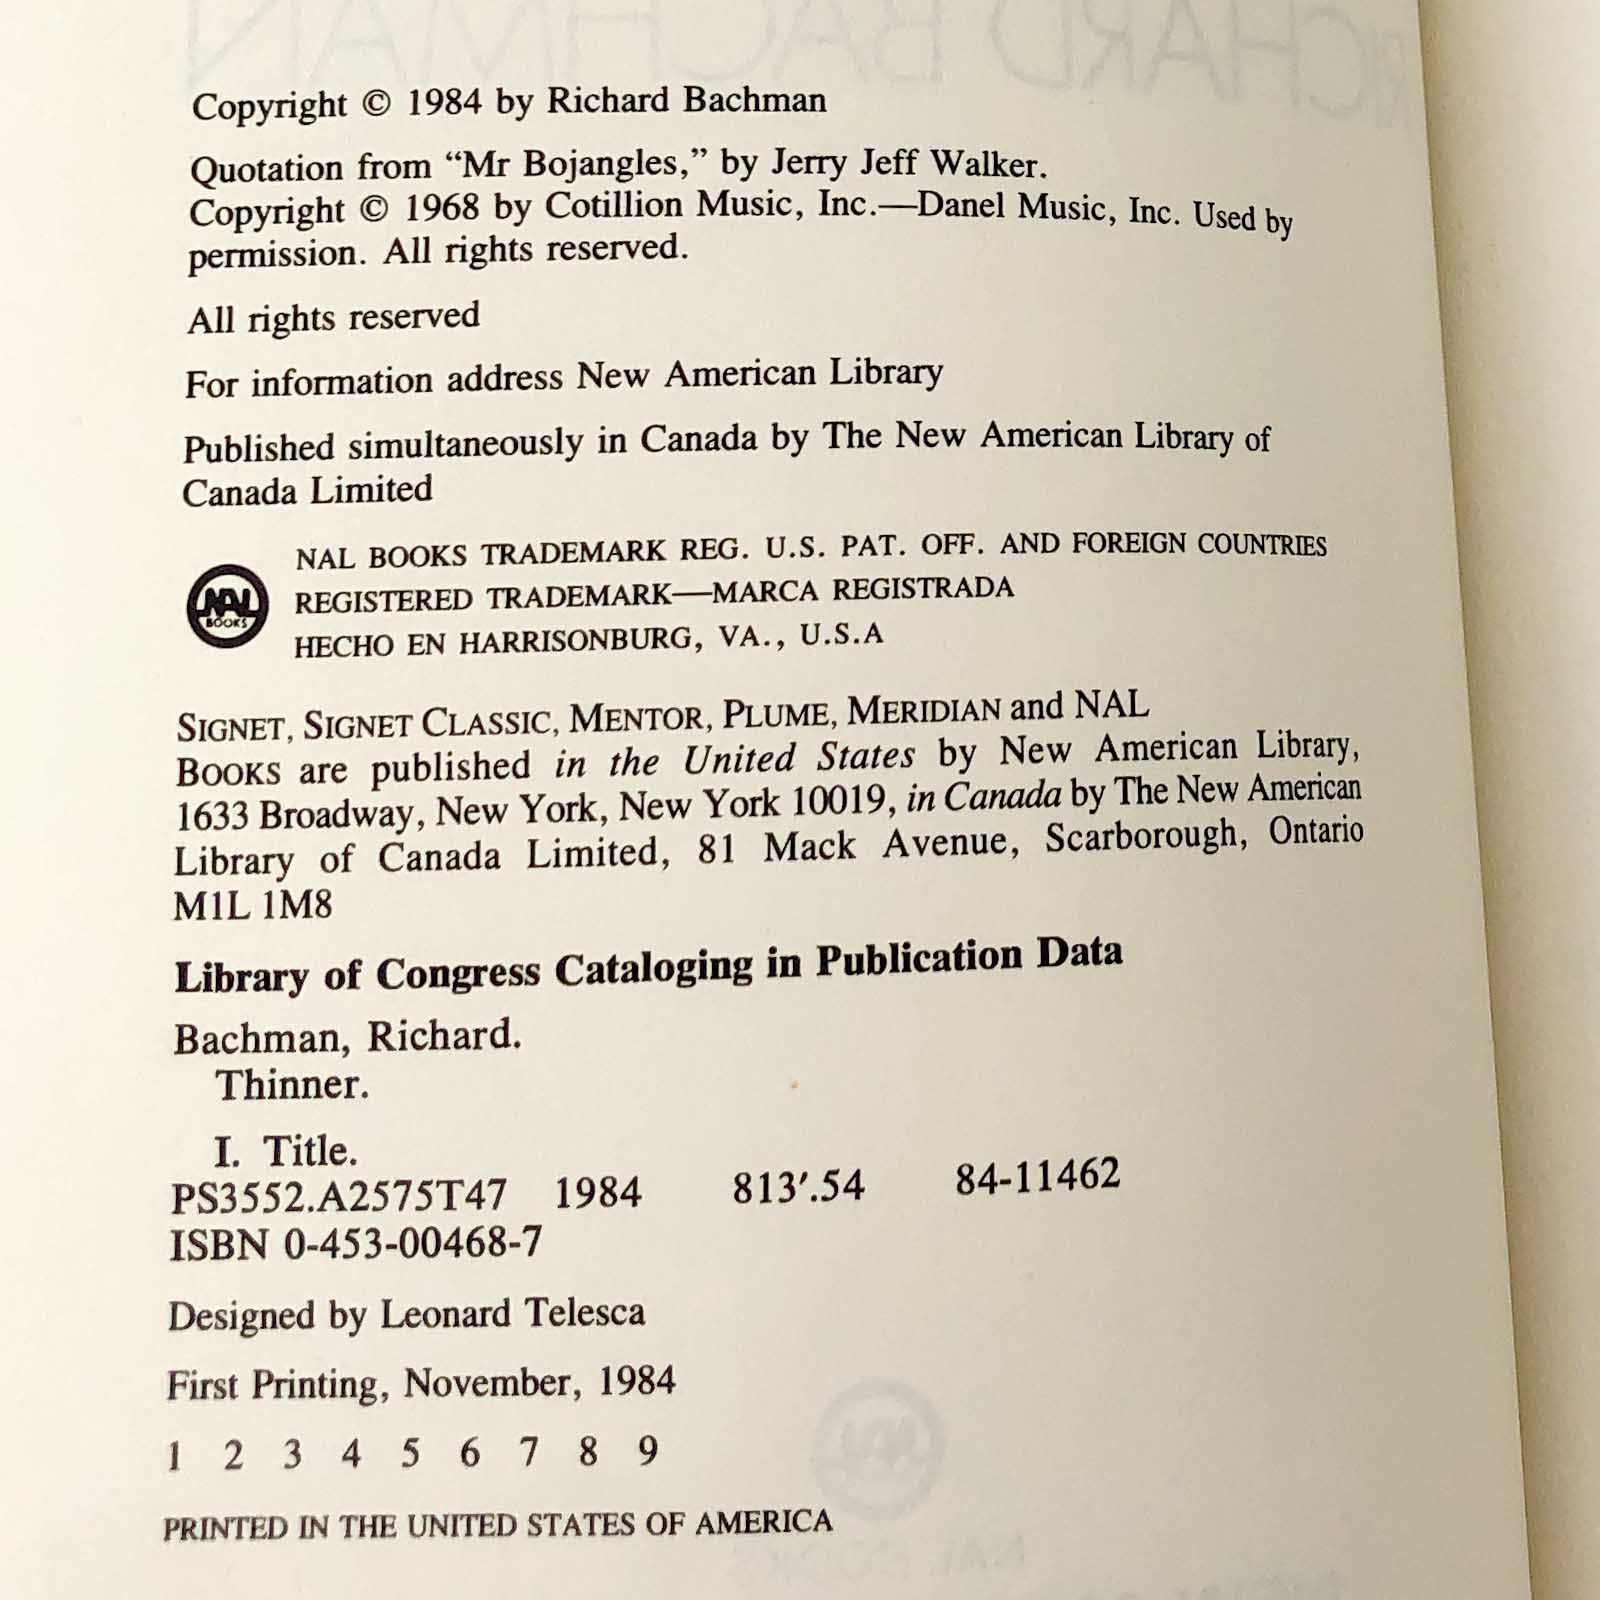 Copyright © 1984 by Richard Bachman
Quotation from “Mr Bojangles,” by Jerry Jeff Walker.
Copyright © 1968 by Cotillion Music, Inc.—Danel Music, Inc. Used by
permission. All rights reserved.
All rights reserved
For information address New American Library
Published simultaneously in Canada by The New American Library of
Canada Limited
NAL BOOKS
NAL BOOKS TRADEMARK REG. U.S. PAT. OFF. AND FOREIGN COUNTRIES
REGISTERED TRADEMARK—MARCA REGISTRADA
HECHO EN HARRISONBURG, VA., U.S.A
SIGNET, SIGNET CLASSIC, MENTOR, PLUME, MERIDIAN and NAL
BOOKS are published in the United States by New American Library,
1633 Broadway, New York, New York 10019, in Canada by The New American
Library of Canada Limited, 81 Mack Avenue, Scarborough, Ontario
M1L 1M8
Library of Congress Cataloging in Publication Data
Bachman, Richard.
Thinner.
I. Title.
PS3552.A2575T47 1984 813′.54 84-11462
ISBN 0-453-00468-7
Designed by Leonard Telesca
First Printing, November, 1984
1 2 3 4 5 6 7 8 9
PRINTED IN THE UNITED STATES OF AMERICA